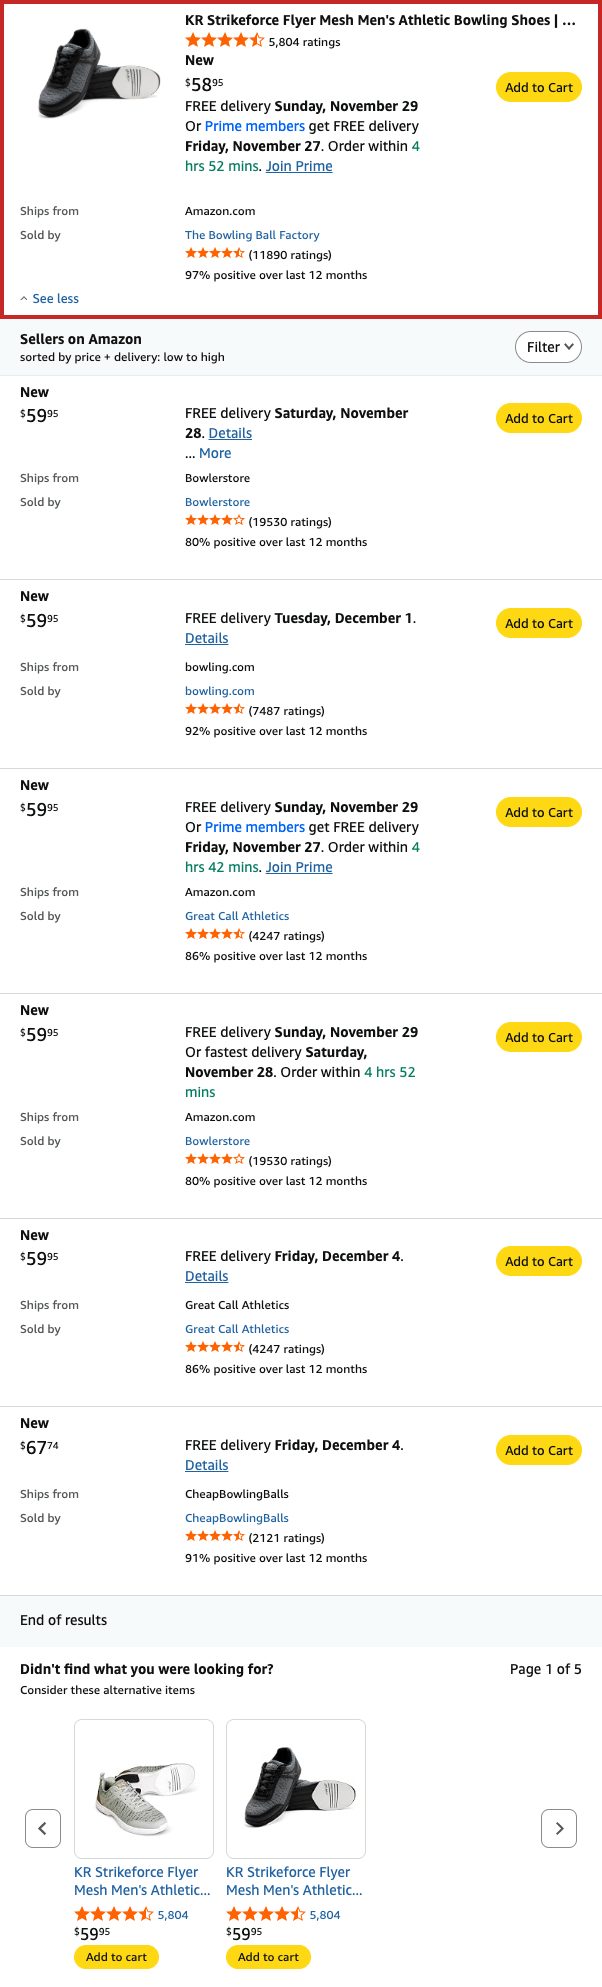 KR Strikeforce Flyer Mesh Men's Athletic Bowling Shoes | ...
5,804 ratings
New
$58.95
Add to Cart
FREE delivery Sunday, November 29
Or Prime members get FREE delivery
Friday, November 27. Order within 4
hrs 52 mins. Join Prime
Ships from Amazon.com
Sold by The Bowling Ball Factory
(11890 ratings)
97% positive over last 12 months
See less
Sellers on Amazon
sorted by price + delivery: low to high
Filter
New
$59.95
FREE delivery Saturday, November
28. Details
... More
Add to Cart
Ships from Bowlerstore
Sold by Bowlerstore
(19530 ratings)
80% positive over last 12 months
New
$59.95
FREE delivery Tuesday, December 1.
Details
Add to Cart
Ships from bowling.com
Sold by bowling.com
(7487 ratings)
92% positive over last 12 months
New
$59.95
FREE delivery Sunday, November 29
Or Prime members get FREE delivery
Friday, November 27. Order within 4
hrs 42 mins. Join Prime
Add to Cart
Ships from Amazon.com
Sold by Great Call Athletics
(4247 ratings)
86% positive over last 12 months
New
$59.95
FREE delivery Sunday, November 29
Or fastest delivery Saturday,
November 28. Order within 4 hrs 52
mins
Add to Cart
Ships from Amazon.com
Sold by Bowlerstore
(19530 ratings)
80% positive over last 12 months
New
$59.95
FREE delivery Friday, December 4.
Details
Add to Cart
Ships from Great Call Athletics
Sold by Great Call Athletics
(4247 ratings)
86% positive over last 12 months
New
$67.74
FREE delivery Friday, December 4.
Details
Add to Cart
Ships from CheapBowlingBalls
Sold by CheapBowlingBalls
(2121 ratings)
91% positive over last 12 months
End of results
Didn't find what you were looking for?
Page 1 of 5
Consider these alternative items
KR Strikeforce Flyer
Mesh Men's Athletic...
5,804
$59.95
Add to cart
KR Strikeforce Flyer
Mesh Men's Athletic...
5,804
$59.95
Add to cart